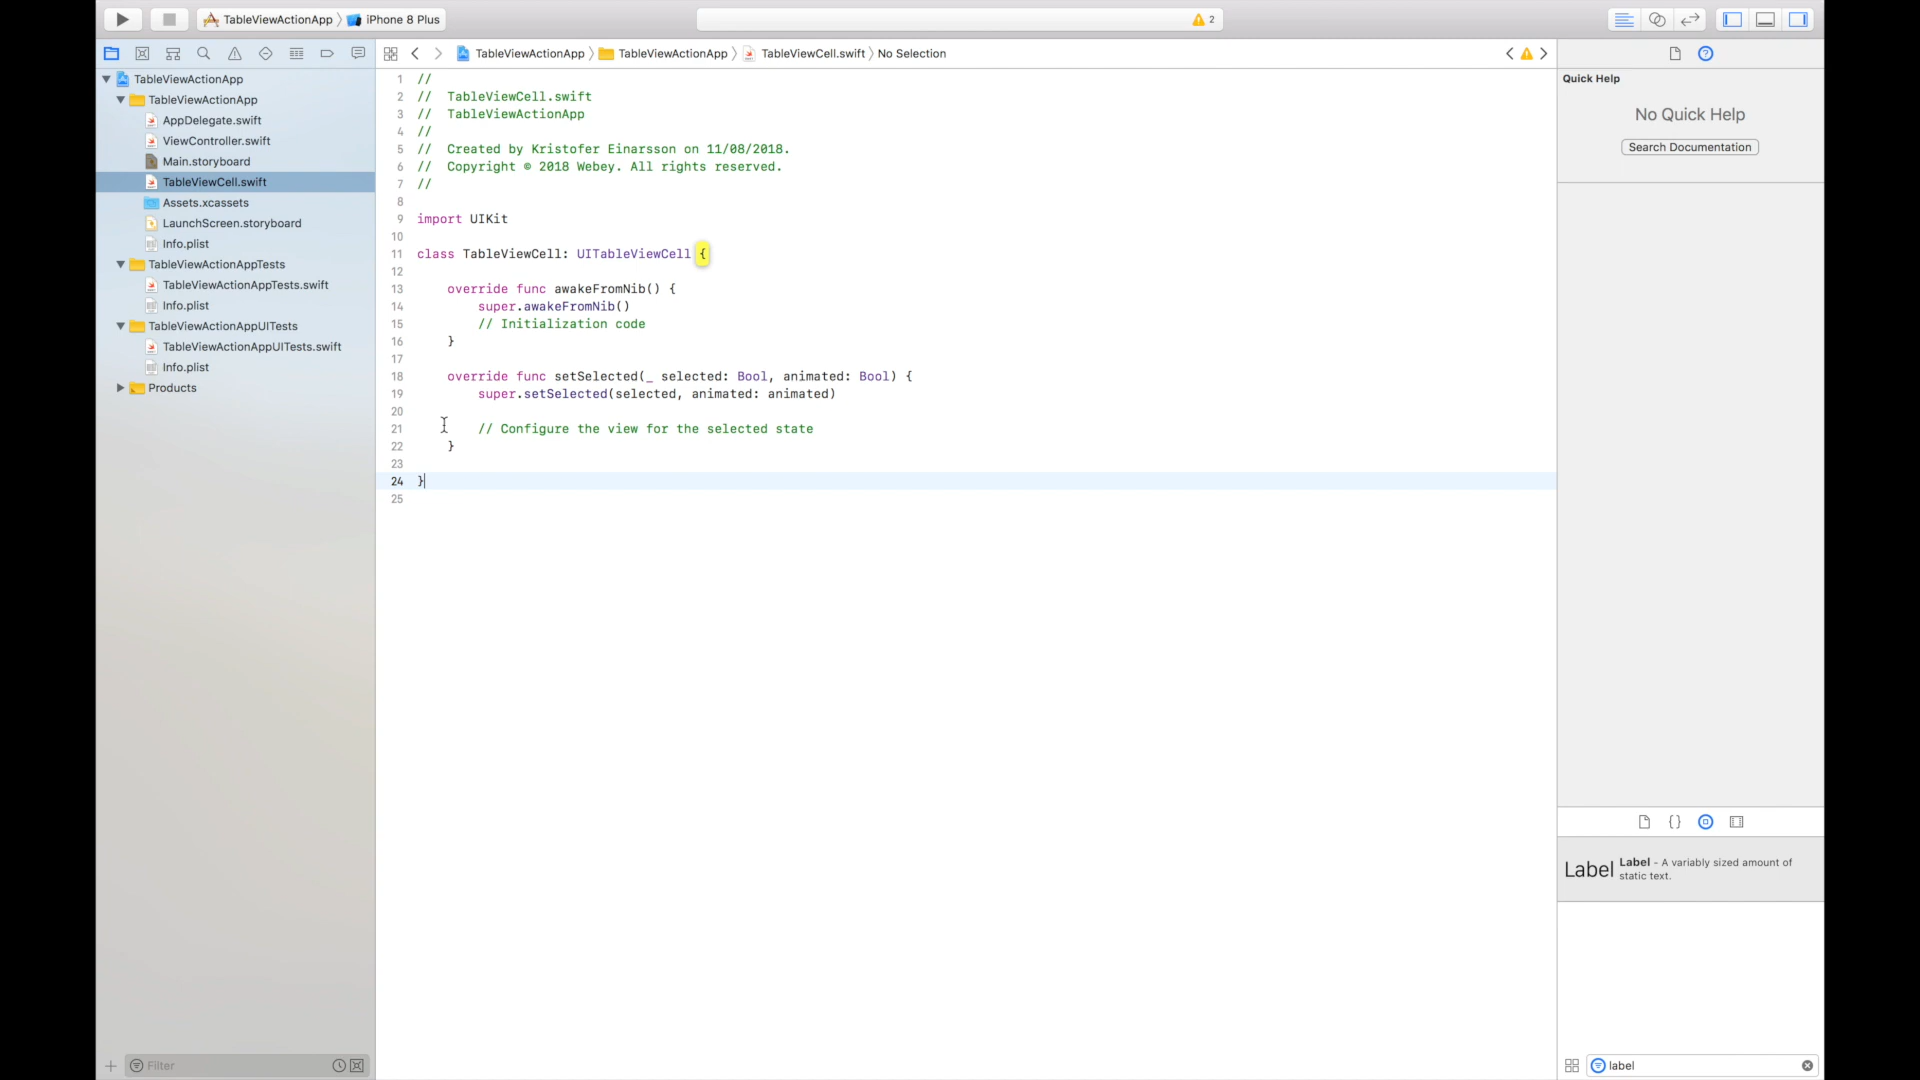 TableViewActionApp 〉 iPhone 8 Plus
2
TableViewActionApp 〉 TableViewActionApp 〉 TableViewCell.swift 〉 No Selection
TableViewActionApp
TableViewActionApp
AppDelegate.swift
ViewController.swift
Main.storyboard
TableViewCell.swift
Assets.xcassets
LaunchScreen.storyboard
Info.plist
TableViewActionAppTests
TableViewActionAppTests.swift
Info.plist
TableViewActionAppUITests
TableViewActionAppUITests.swift
Info.plist
Products
Filter
1 //
2 //  TableViewCell.swift
3 //  TableViewActionApp
4 //
5 //  Created by Kristofer Einarsson on 11/08/2018.
6 //  Copyright © 2018 Webey. All rights reserved.
7 //
8
9 import UIKit
10
11 class TableViewCell: UITableViewCell {
12
13     override func awakeFromNib() {
14         super.awakeFromNib()
15         // Initialization code
16     }
17
18     override func setSelected(_ selected: Bool, animated: Bool) {
19         super.setSelected(selected, animated: animated)
20
21         // Configure the view for the selected state
22     }
23
24 }
25
Quick Help
No Quick Help
Search Documentation
{}
Label
Label - A variably sized amount of
static text.
label